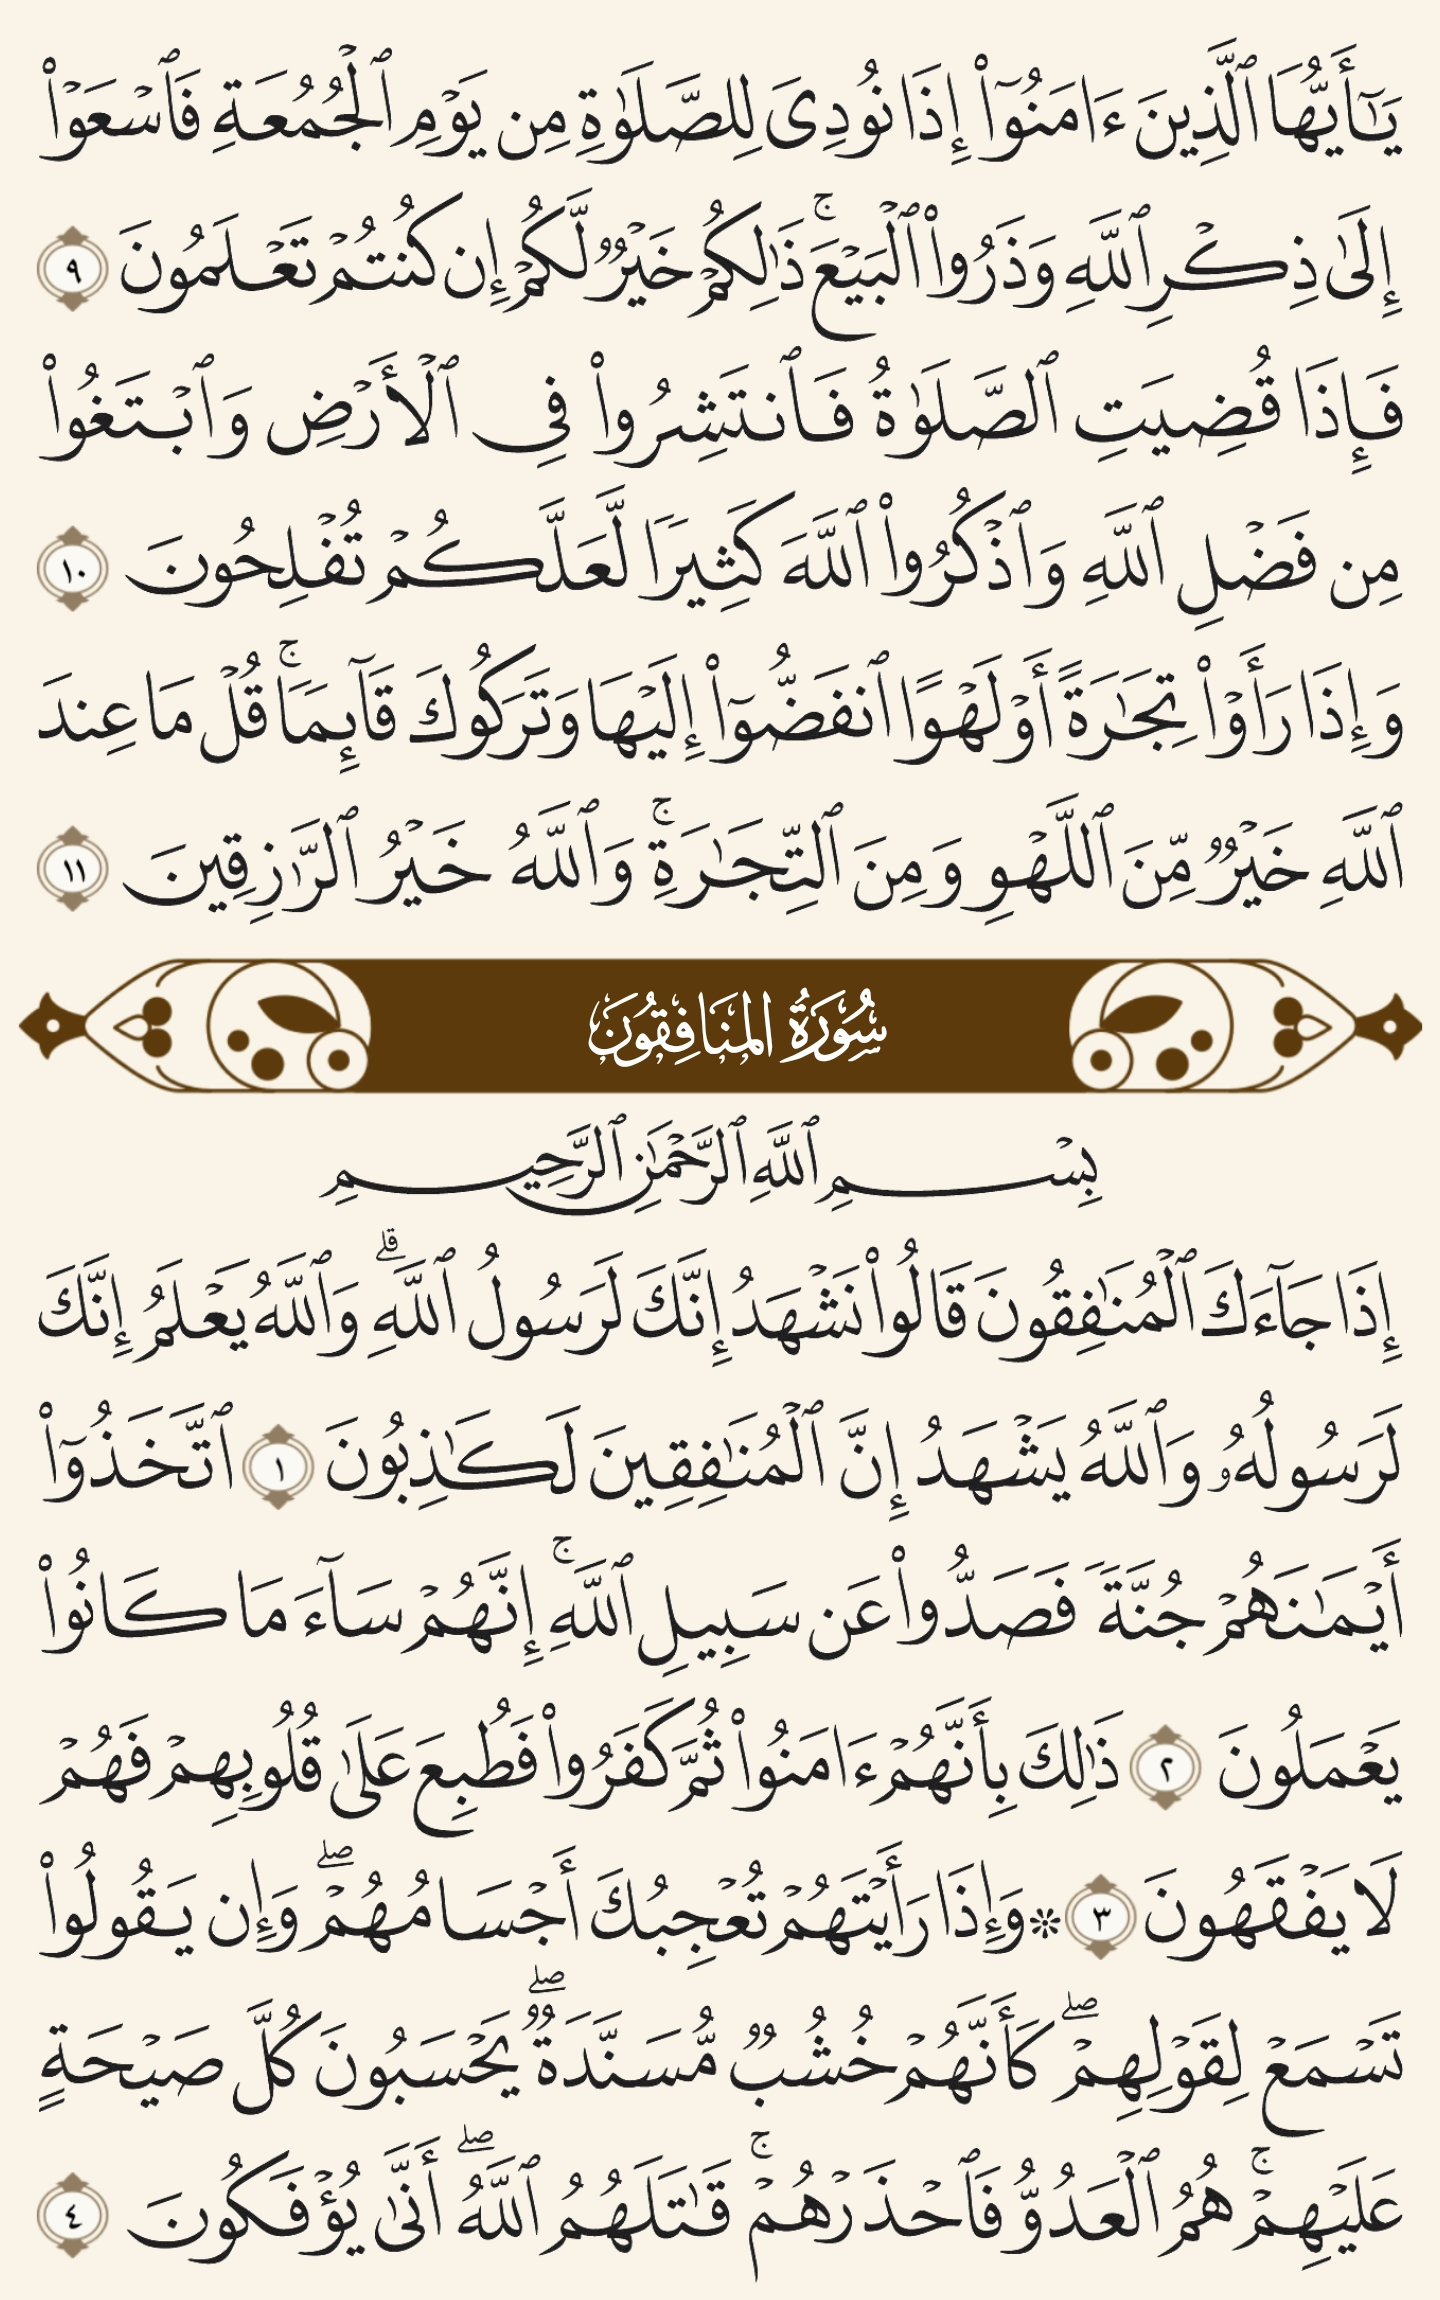 يَٰٓأَيُّهَا ٱلَّذِينَ ءَامَنُوٓا۟ إِذَا نُودِىَ لِلصَّلَوٰةِ مِن يَوْمِ ٱلْجُمُعَةِ فَٱسْعَوْا۟
إِلَىٰ ذِكْرِ ٱللَّهِ وَذَرُوا۟ ٱلْبَيْعَ ۚ ذَٰلِكُمْ خَيْرٌ لَّكُمْ إِن كُنتُمْ تَعْلَمُونَ ٩
فَإِذَا قُضِيَتِ ٱلصَّلَوٰةُ فَٱنتَشِرُوا۟ فِى ٱلْأَرْضِ وَٱبْتَغُوا۟
مِن فَضْلِ ٱللَّهِ وَٱذْكُرُوا۟ ٱللَّهَ كَثِيرًا لَّعَلَّكُمْ تُفْلِحُونَ ١٠
وَإِذَا رَأَوْا۟ تِجَٰرَةً أَوْ لَهْوًا ٱنفَضُّوٓا۟ إِلَيْهَا وَتَرَكُوكَ قَآئِمًا ۚ قُلْ مَا عِندَ
ٱللَّهِ خَيْرٌ مِّنَ ٱللَّهْوِ وَمِنَ ٱلتِّجَٰرَةِ ۚ وَٱللَّهُ خَيْرُ ٱلرَّٰزِقِينَ ١١
سُورَةُ المُنَافِقُونَ
بِسْمِ ٱللَّهِ ٱلرَّحْمَٰنِ ٱلرَّحِيمِ
إِذَا جَآءَكَ ٱلْمُنَٰفِقُونَ قَالُوا۟ نَشْهَدُ إِنَّكَ لَرَسُولُ ٱللَّهِ ۗ وَٱللَّهُ يَعْلَمُ إِنَّكَ
لَرَسُولُهُۥ وَٱللَّهُ يَشْهَدُ إِنَّ ٱلْمُنَٰفِقِينَ لَكَٰذِبُونَ ١ ٱتَّخَذُوٓا۟
أَيْمَٰنَهُمْ جُنَّةً فَصَدُّوا۟ عَن سَبِيلِ ٱللَّهِ ۚ إِنَّهُمْ سَآءَ مَا كَانُوا۟
يَعْمَلُونَ ٢ ذَٰلِكَ بِأَنَّهُمْ ءَامَنُوا۟ ثُمَّ كَفَرُوا۟ فَطُبِعَ عَلَىٰ قُلُوبِهِمْ فَهُمْ
لَا يَفْقَهُونَ ٣ ۞ وَإِذَا رَأَيْتَهُمْ تُعْجِبُكَ أَجْسَامُهُمْ ۖ وَإِن يَقُولُوا۟
تَسْمَعْ لِقَوْلِهِمْ ۖ كَأَنَّهُمْ خُشُبٌ مُّسَنَّدَةٌ ۖ يَحْسَبُونَ كُلَّ صَيْحَةٍ
عَلَيْهِمْ ۚ هُمُ ٱلْعَدُوُّ فَٱحْذَرْهُمْ ۚ قَٰتَلَهُمُ ٱللَّهُ ۖ أَنَّىٰ يُؤْفَكُونَ ٤